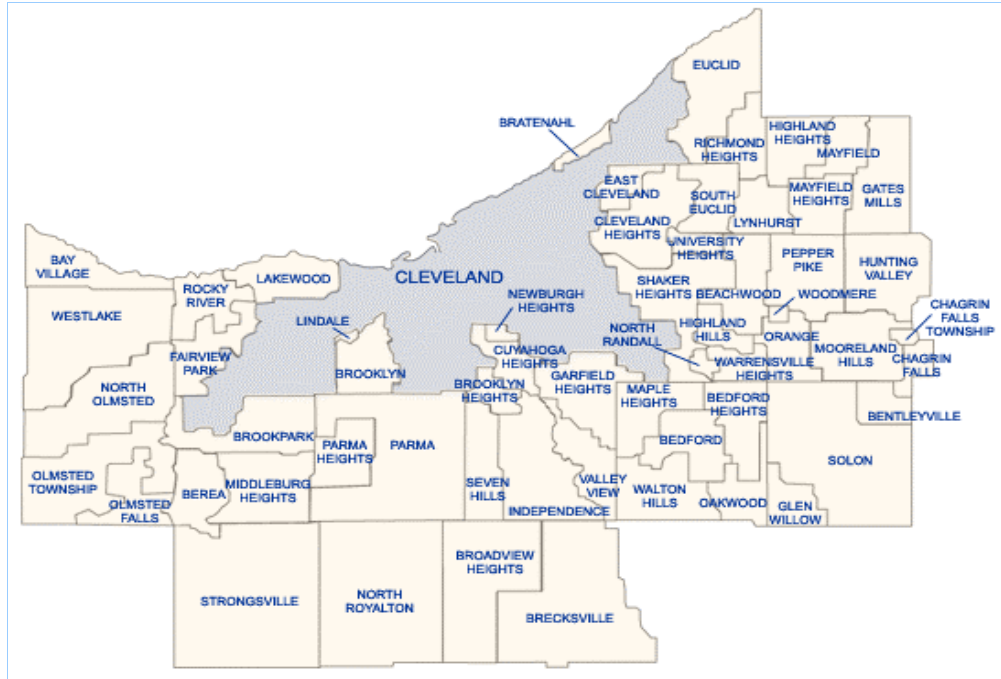 EUCLID
BRATENAHL
HIGHLAND
HEIGHTS
RICHMOND
HEIGHTS
MAYFIELD
EAST
CLEVELAND
SOUTH
EUCLID
MAYFIELD
HEIGHTS
GATES
MILLS
CLEVELAND
HEIGHTS
LYNHURST
UNIVERSITY
HEIGHTS
PEPPER
PIKE
HUNTING
VALLEY
BAY
VILLAGE
LAKEWOOD
CLEVELAND
ROCKY
RIVER
SHAKER
HEIGHTS
BEACHWOOD
WOODMERE
NEWBURGH
HEIGHTS
CHAGRIN
FALLS
TOWNSHIP
WESTLAKE
LINDALE
NORTH
RANDALL
HIGHLAND
HILLS
ORANGE
MOORELAND
HILLS
CUYAHOGA
HEIGHTS
FAIRVIEW
PARK
WARRENSVILLE
HEIGHTS
CHAGRIN
FALLS
BROOKLYN
BROOKLYN
HEIGHTS
GARFIELD
HEIGHTS
NORTH
OLMSTED
MAPLE
HEIGHTS
BEDFORD
HEIGHTS
BENTLEYVILLE
BROOKPARK
PARMA
HEIGHTS
PARMA
BEDFORD
SOLON
OLMSTED
TOWNSHIP
BEREA
MIDDLEBURG
HEIGHTS
SEVEN
HILLS
VALLEY
VIEW
WALTON
HILLS
OAKWOOD
OLMSTED
FALLS
INDEPENDENCE
GLEN
WILLOW
BROADVIEW
HEIGHTS
STRONGSVILLE
NORTH
ROYALTON
BRECKSVILLE